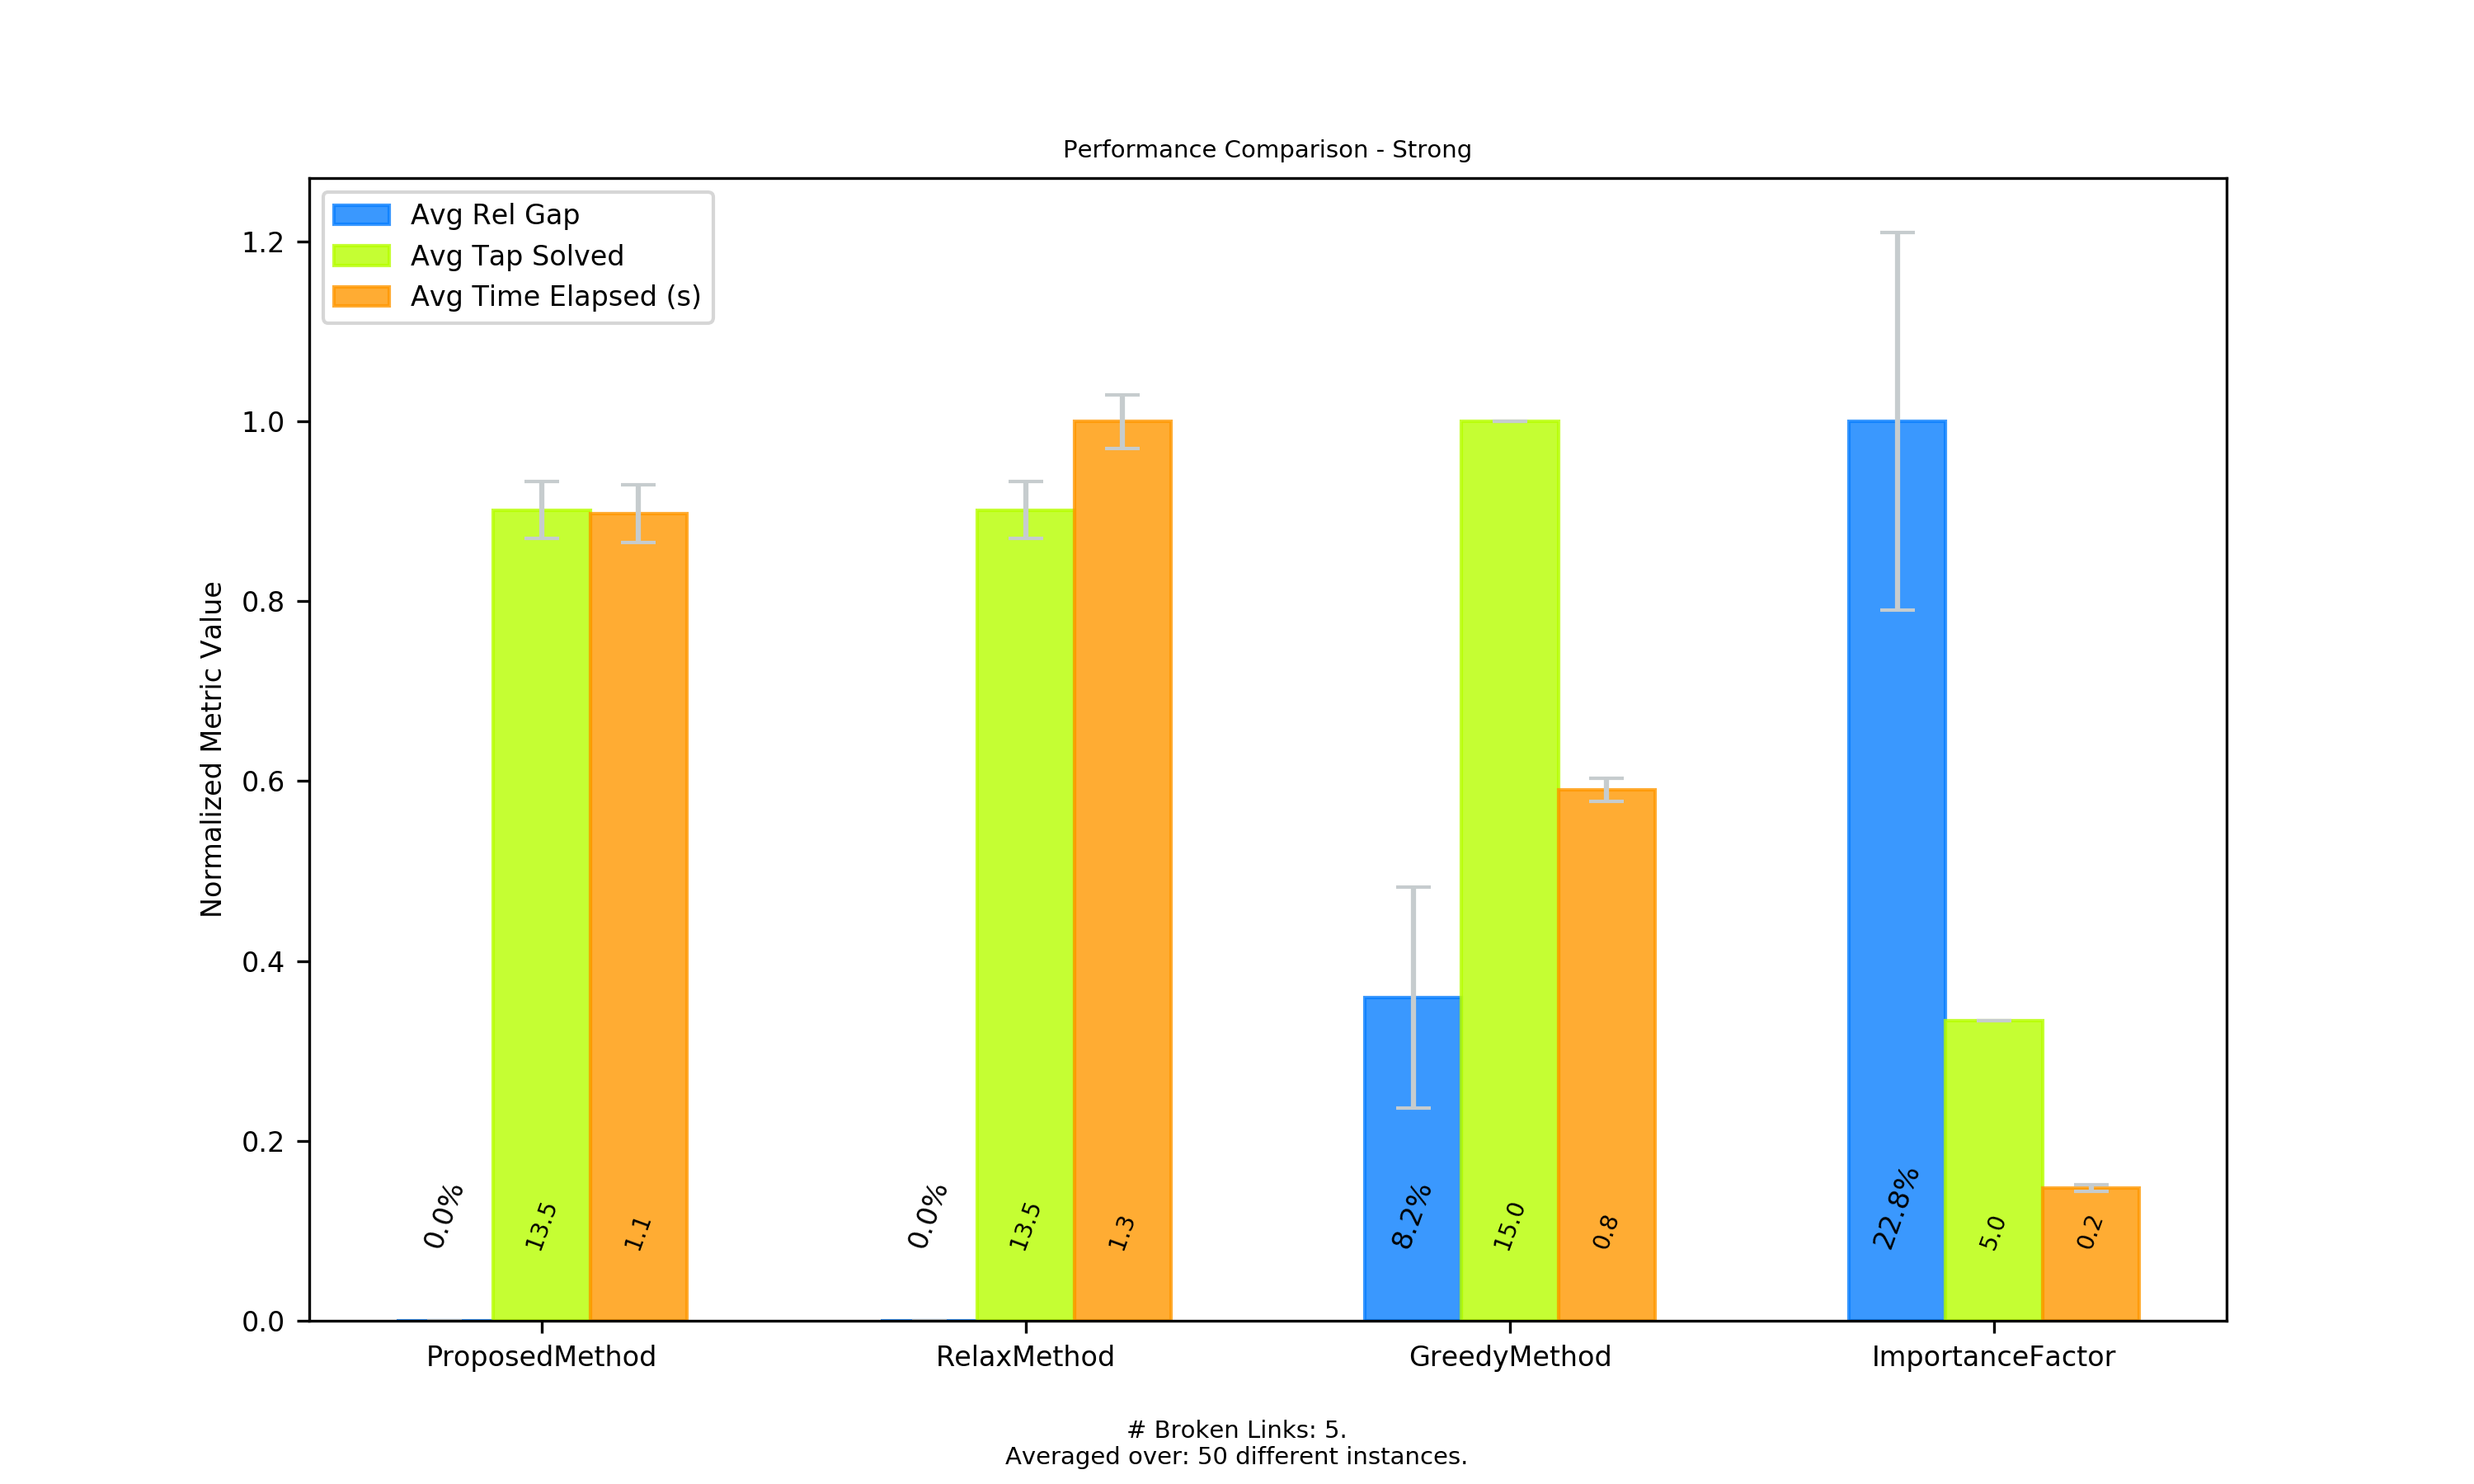 Performance Comparison - Strong
Avg Rel Gap
Avg Tap Solved
Avg Time Elapsed (s)
Normalized Metric Value
1.2
1.0
0.8
0.6
0.4
0.2
0.0
0.0%
13.5
1.1
0.0%
13.5
1.3
8.2%
15.0
0.8
22.8%
5.0
0.2
ProposedMethod
RelaxMethod
GreedyMethod
ImportanceFactor
# Broken Links: 5.
Averaged over: 50 different instances.